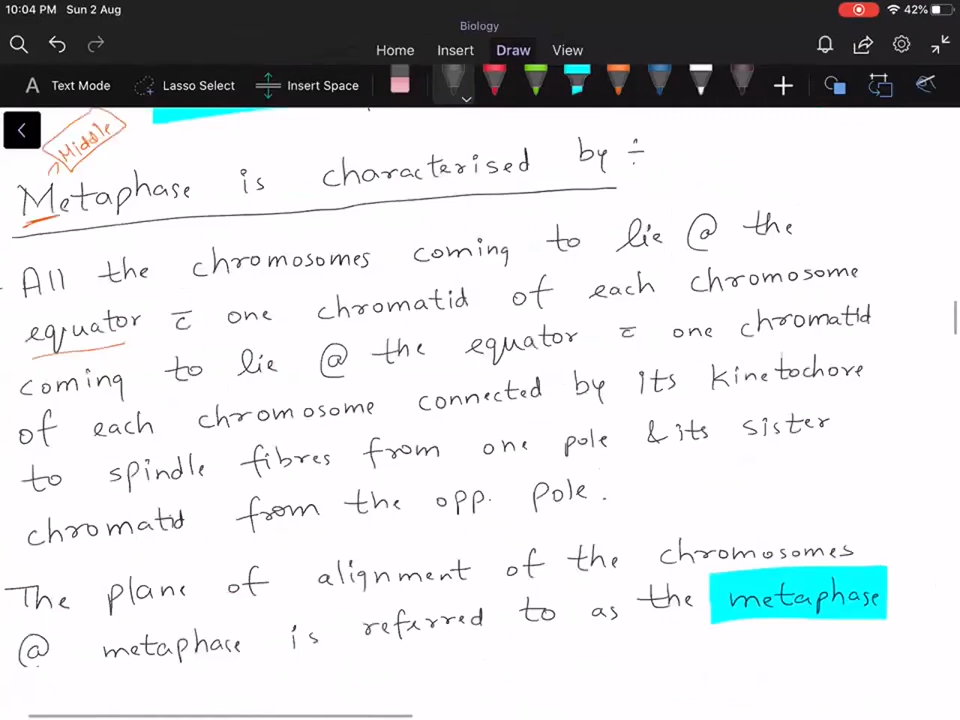 10:04 PM Sun 2 Aug
42%
Biology
Home Insert Draw View
Text Mode Lasso Select Insert Space
Middle
Metaphase is characterised by ÷
All the chromosomes coming to lie @ the
equator c̅ one chromatid of each chromosome
coming to lie @ the equator c̅ one chromatid
of each chromosome connected by its kinetochore
to spindle fibres from one pole & its sister
chromatid from the opp. pole.
The plane of alignment of the chromosomes
@ metaphase is referred to as the metaphase